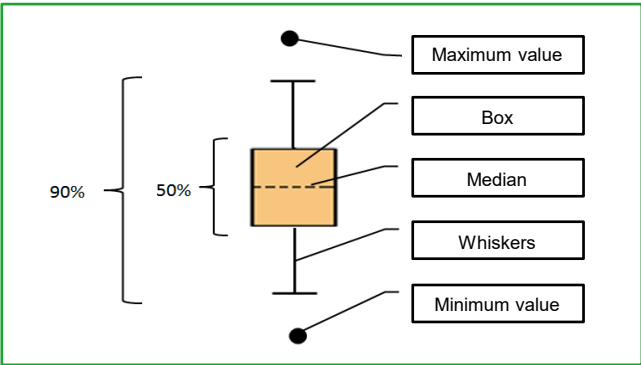 Maximum value
Box
90%
50%
Median
Whiskers
Minimum value